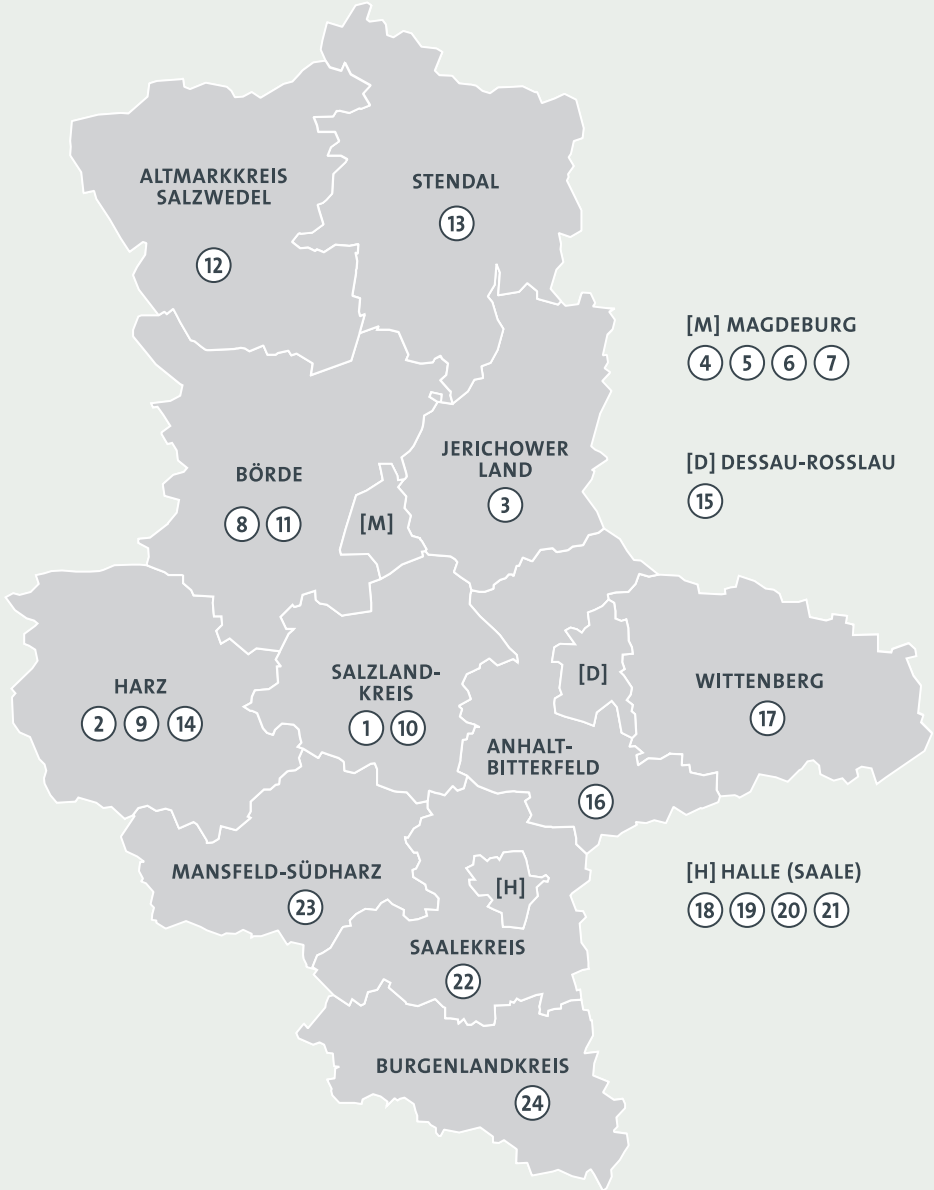 ALTMARKKREIS
SALZWEDEL
12
STENDAL
13
[M] MAGDEBURG
4 5 6 7
JERICHOWER
LAND
3
[D] DESSAU-ROSSLAU
15
BÖRDE
8 11
[M]
HARZ
2 9 14
SALZLAND-
KREIS
1 10
[D]
WITTENBERG
17
ANHALT-
BITTERFELD
16
MANSFELD-SÜDHARZ
23
[H]
[H] HALLE (SAALE)
18 19 20 21
SAALEKREIS
22
BURGENLANDKREIS
24